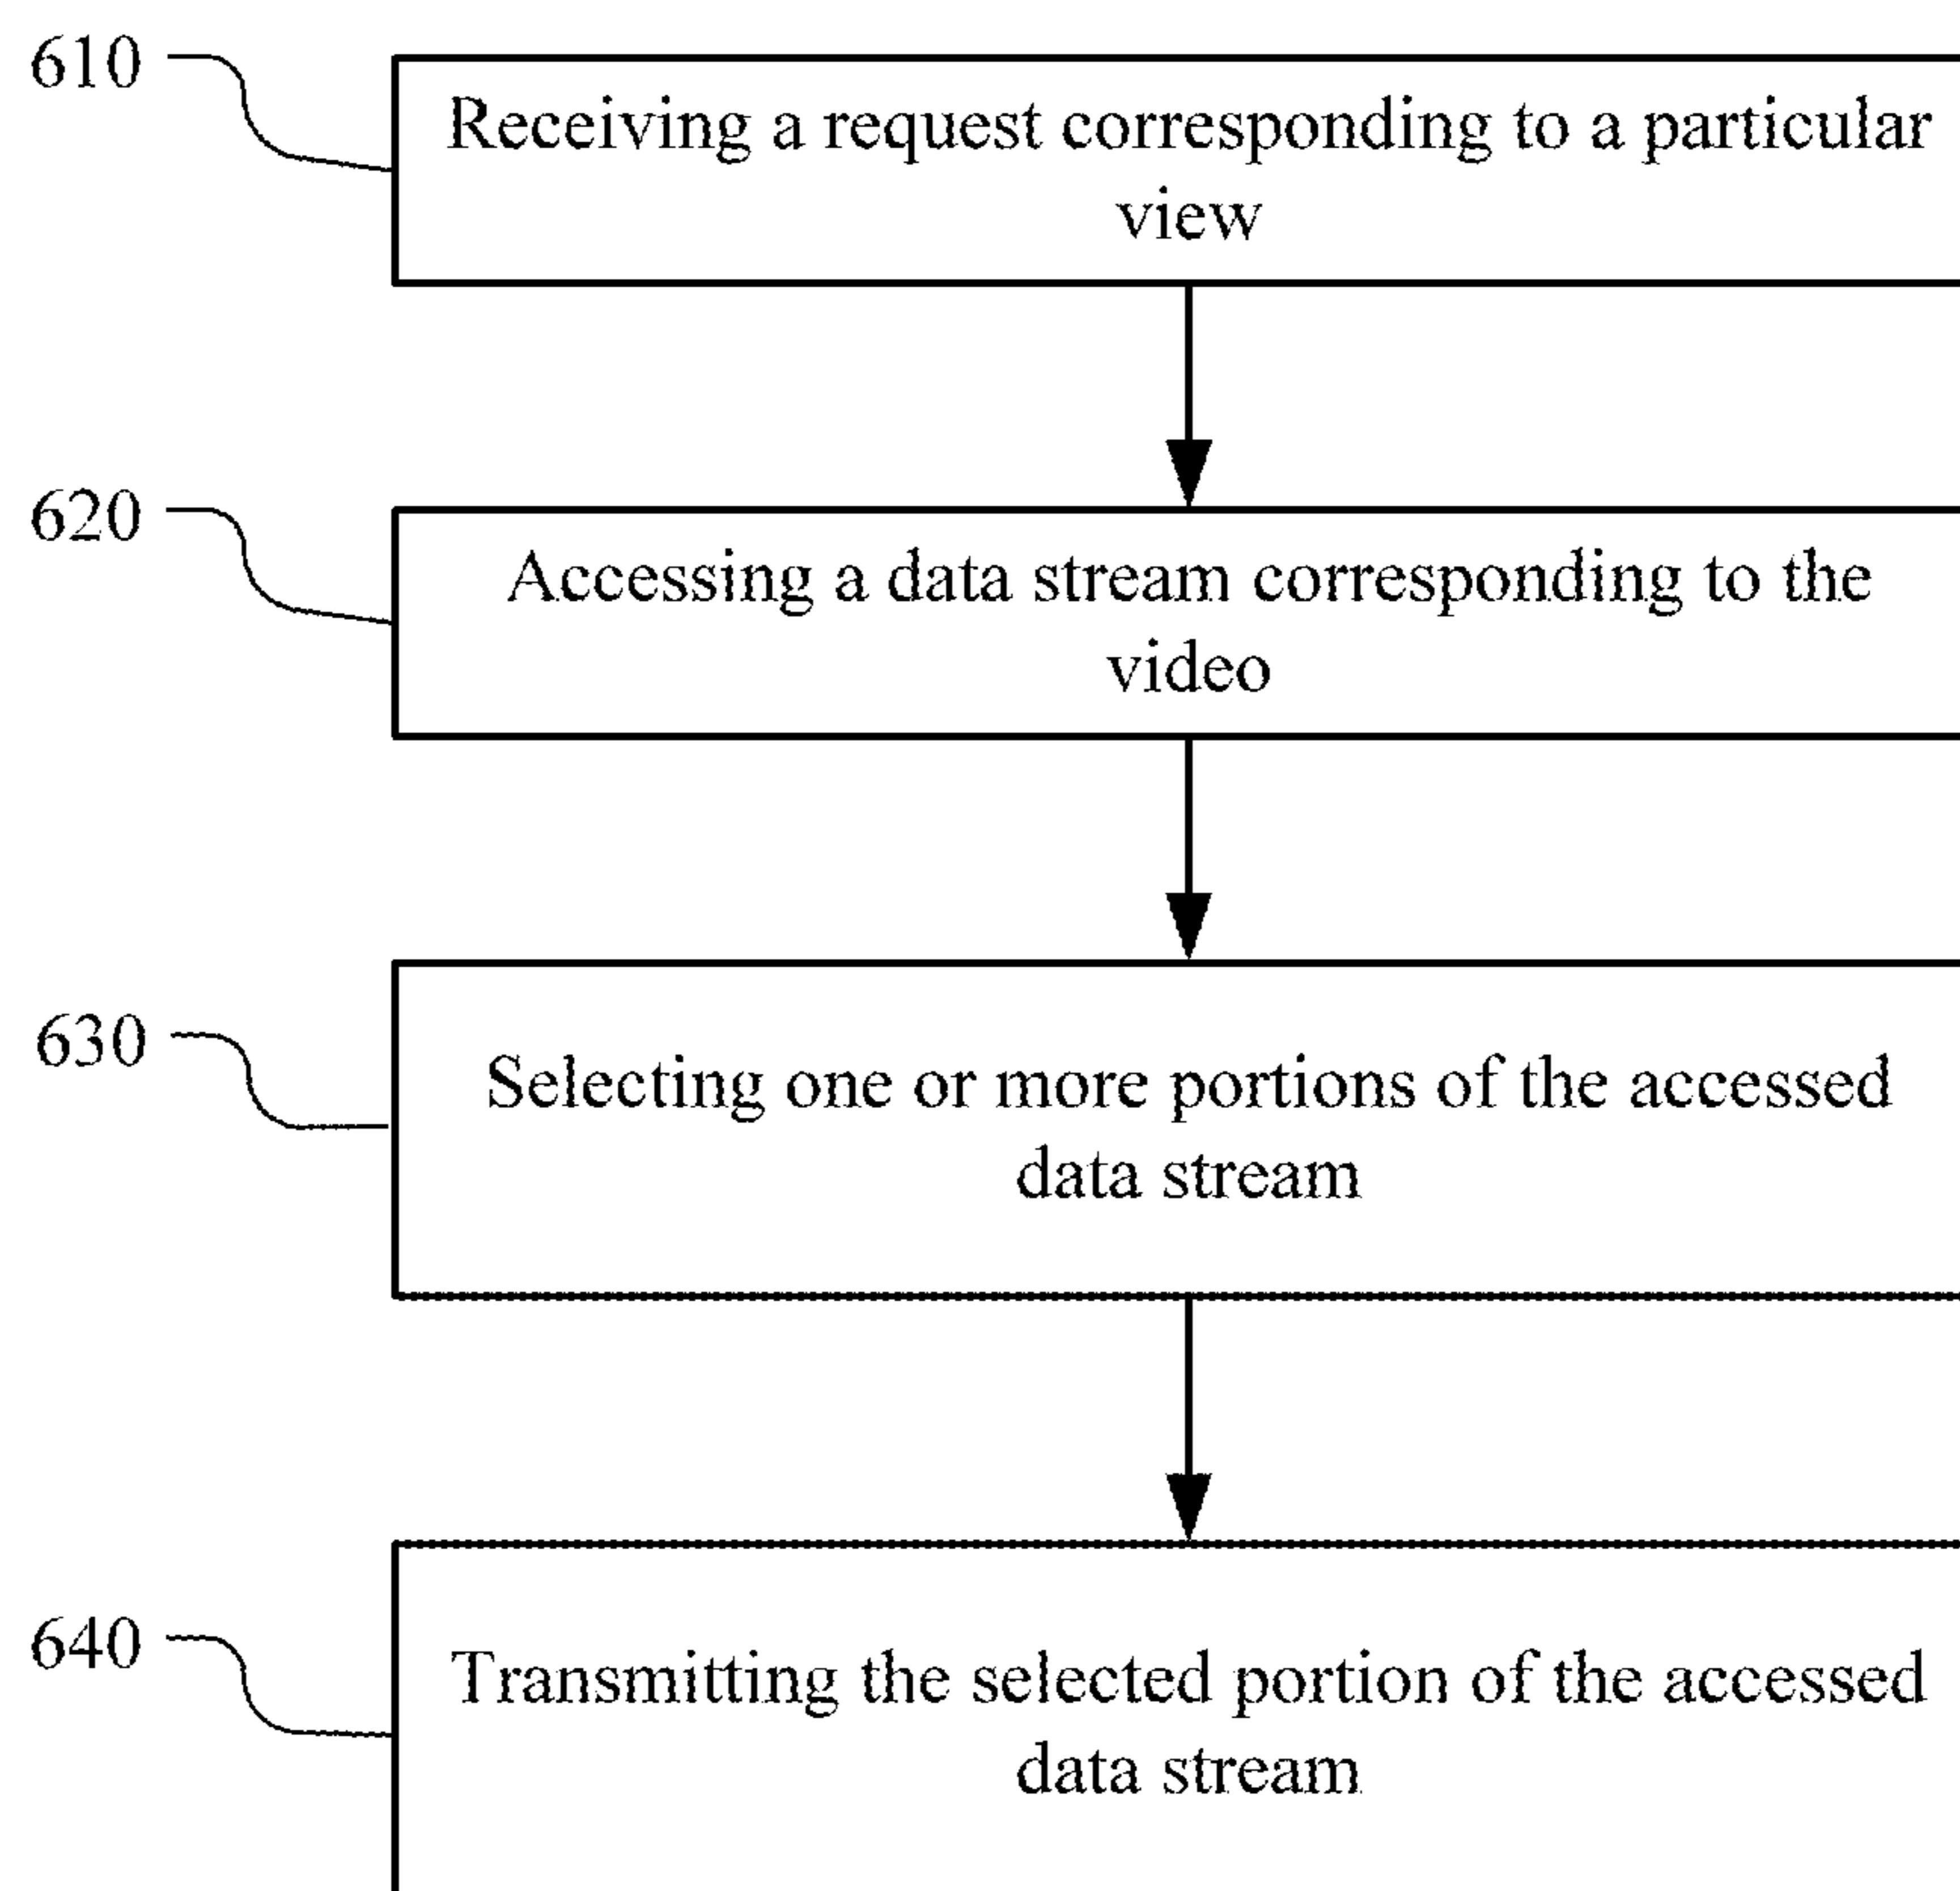 610
Receiving a request corresponding to a particular
view
620
Accessing a data stream corresponding to the
video
630
Selecting one or more portions of the accessed
data stream
640
Transmitting the selected portion of the accessed
data stream